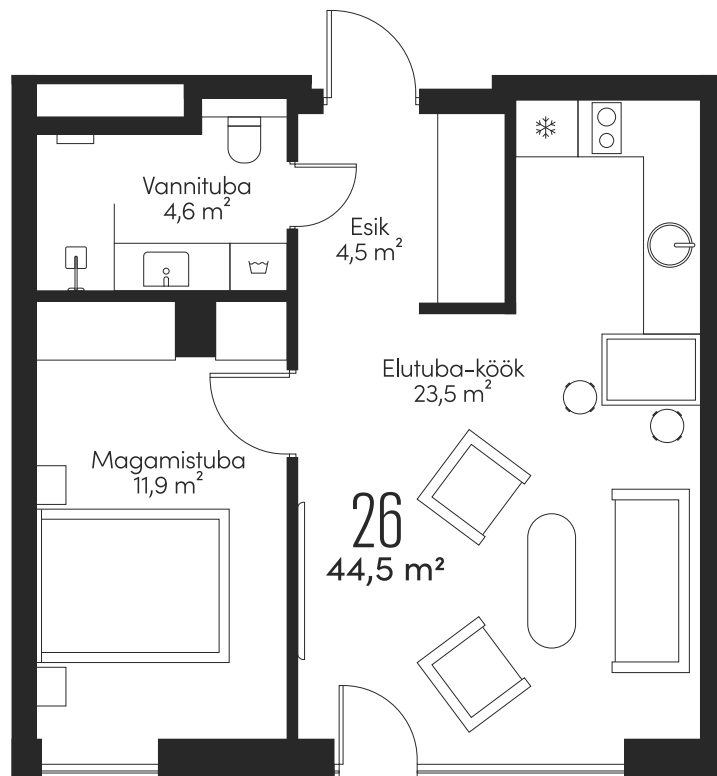 Vannituba
4,6 m²
Esik
4,5 m²
Elutuba-köök
23,5 m²
Magamistuba
11,9 m²
26
44,5 m²